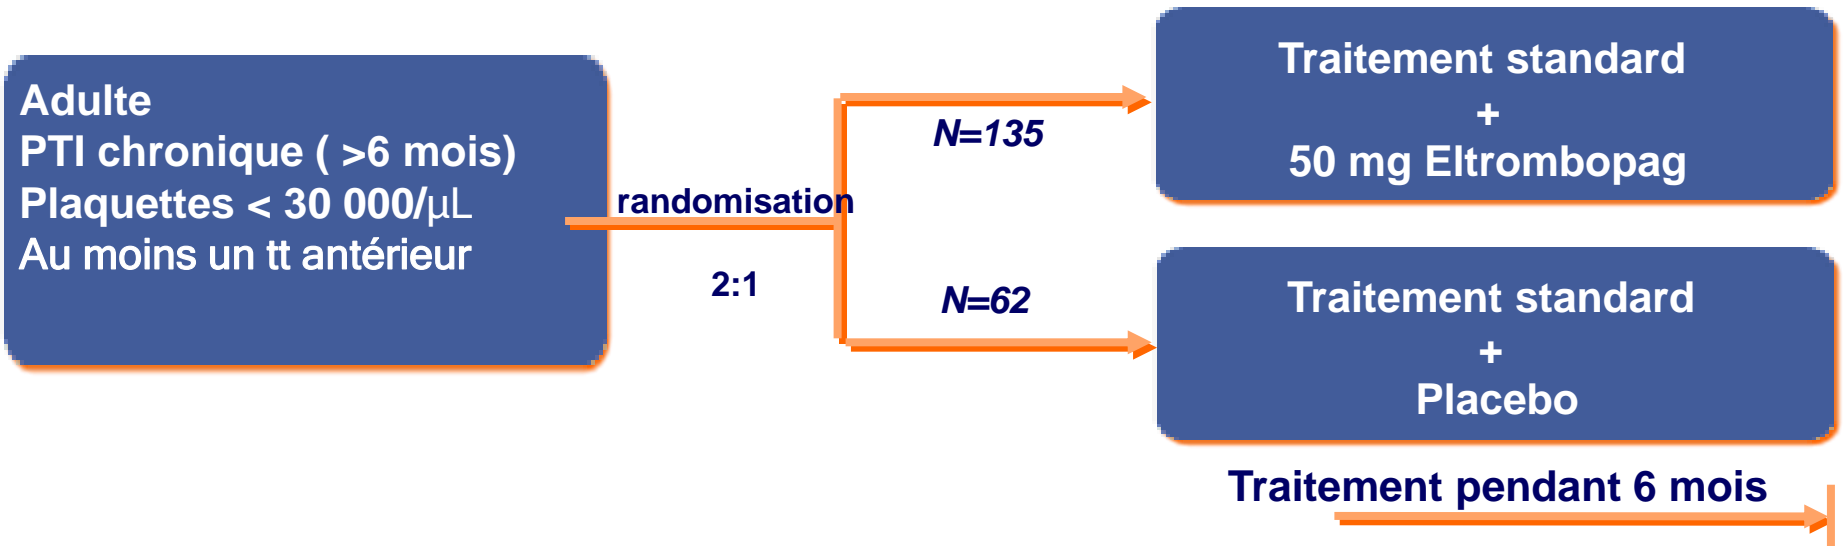 Adulte
PTI chronique ( >6 mois)
Plaquettes < 30 000/µL
Au moins un tt antérieur
randomisation
2:1
N=135
N=62
Traitement standard
+
50 mg Eltrombopag
Traitement standard
+
Placebo
Traitement pendant 6 mois